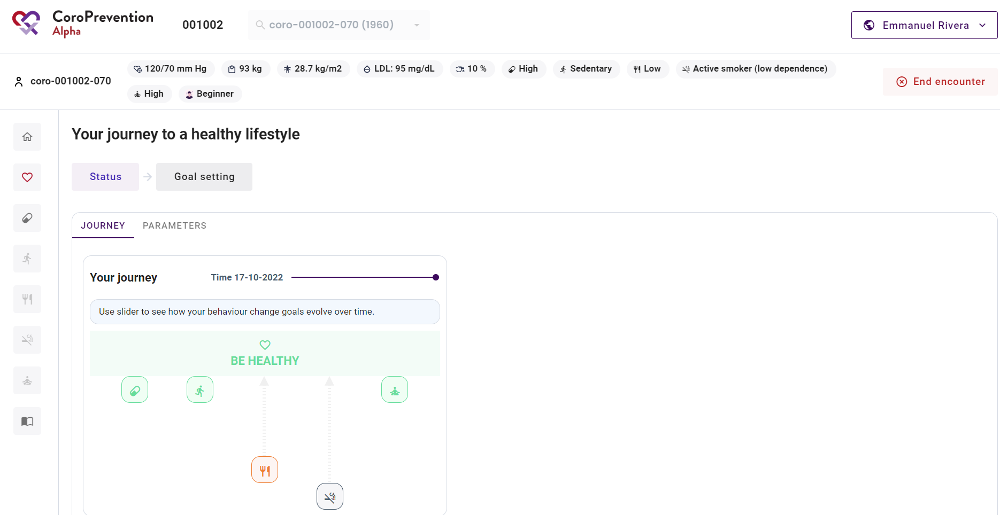 CoroPrevention
Alpha
001002
coro-001002-070 (1960)
Emmanuel Rivera
coro-001002-070
120/70 mm Hg
93 kg
28.7 kg/m2
LDL: 95 mg/dL
10 %
High
Sedentary
Low
Active smoker (low dependence)
High
Beginner
End encounter
Your journey to a healthy lifestyle
Status
Goal setting
JOURNEY
PARAMETERS
Your journey
Time 17-10-2022
Use slider to see how your behaviour change goals evolve over time.
BE HEALTHY